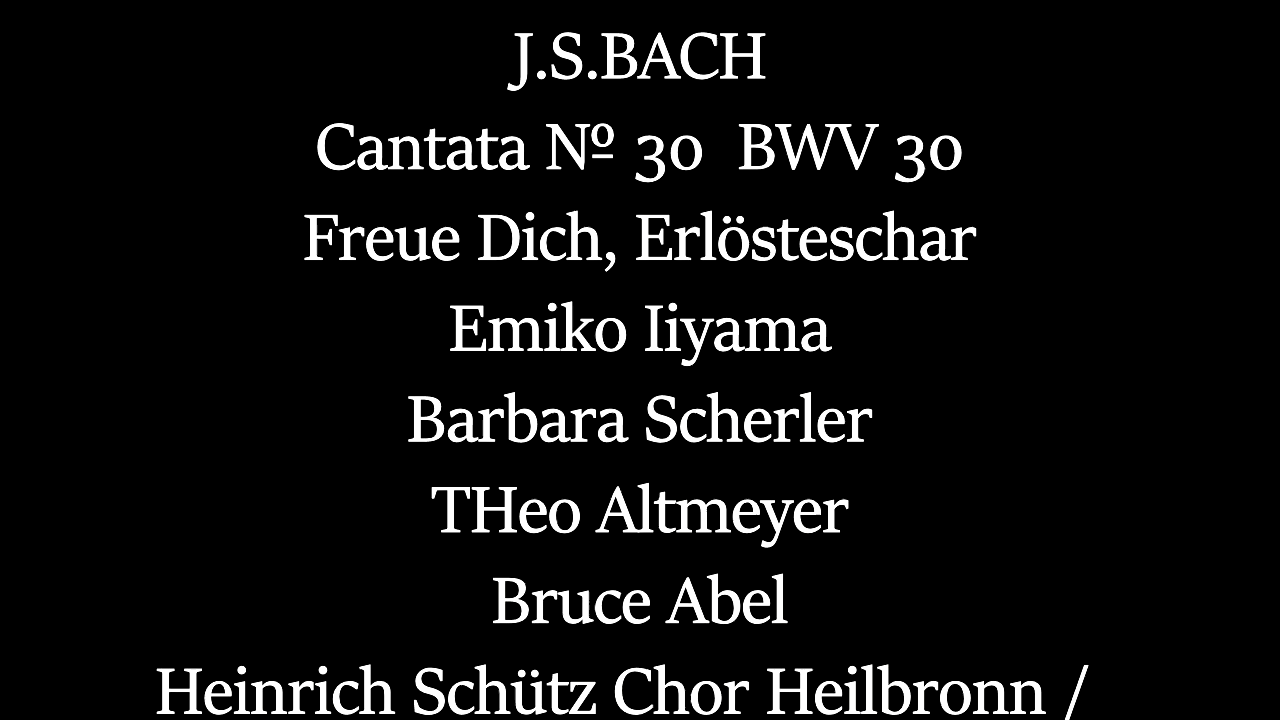 J.S.BACH
Cantata Nº 30 BWV 30
Freue Dich, Erlösteschar
Emiko Iiyama
Barbara Scherler
THeo Altmeyer
Bruce Abel
Heinrich Schütz Chor Heilbronn /